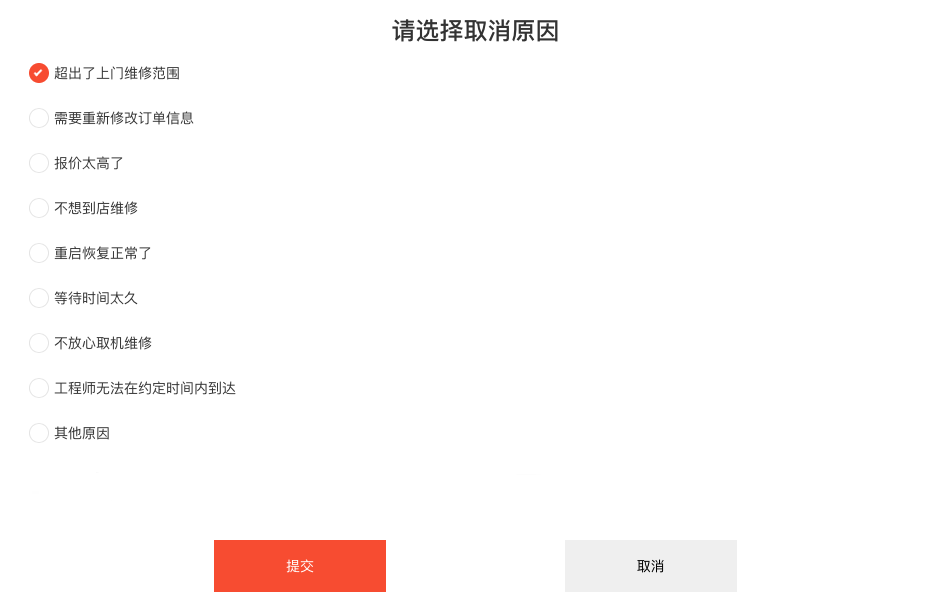 请选择取消原因
超出了上门维修范围
需要重新修改订单信息
报价太高了
不想到店维修
重启恢复正常了
等待时间太久
不放心取机维修
工程师无法在约定时间内到达
其他原因
提交
取消